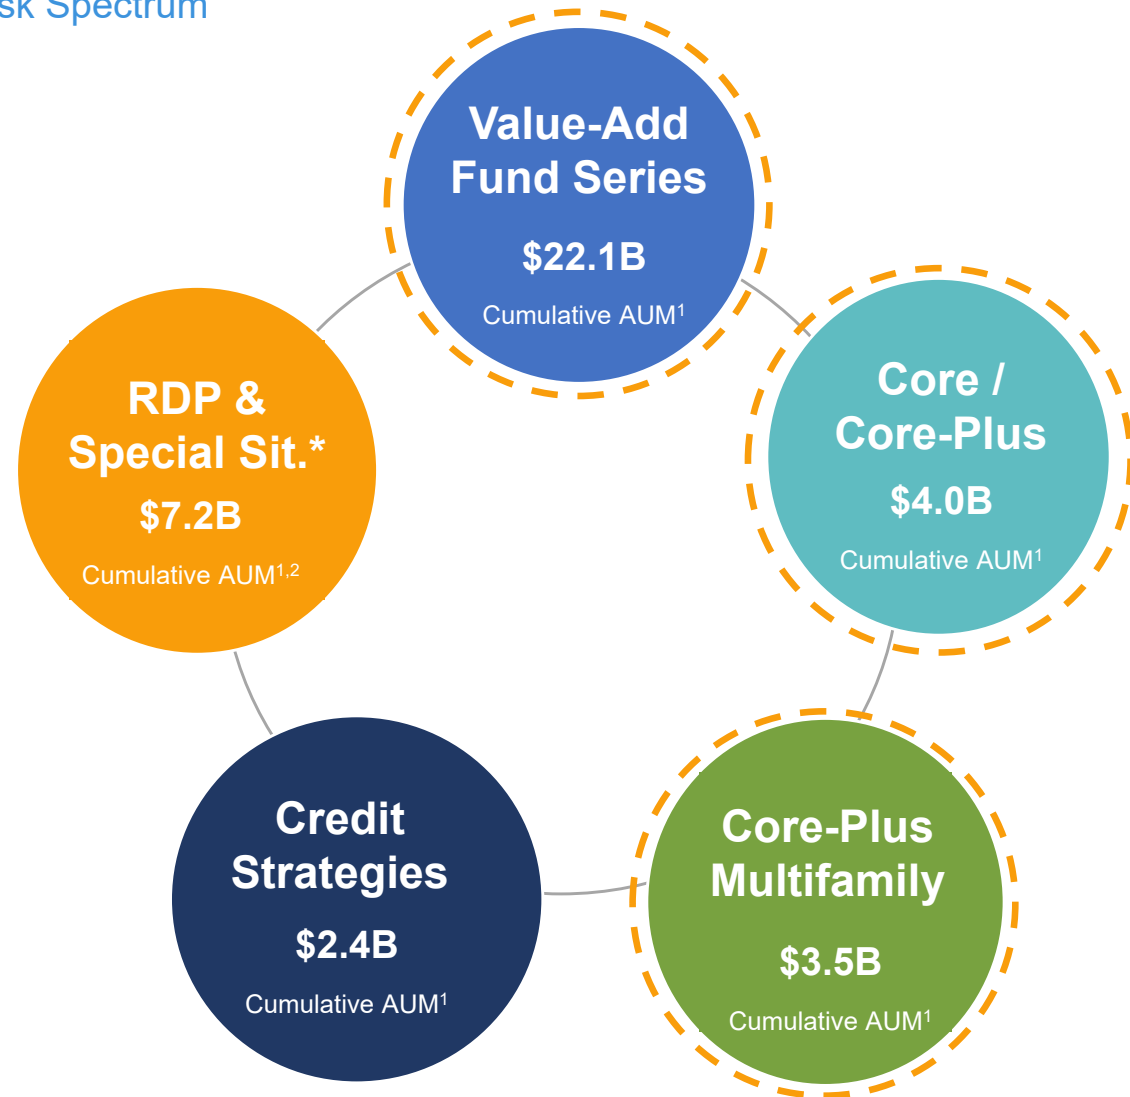 sk Spectrum
Value-Add
Fund Series
$22.1B
Cumulative AUM¹
Core /
Core-Plus
$4.0B
Cumulative AUM¹
RDP &
Special Sit.*
$7.2B
Cumulative AUM¹,²
Credit
Strategies
$2.4B
Cumulative AUM¹
Core-Plus
Multifamily
$3.5B
Cumulative AUM¹